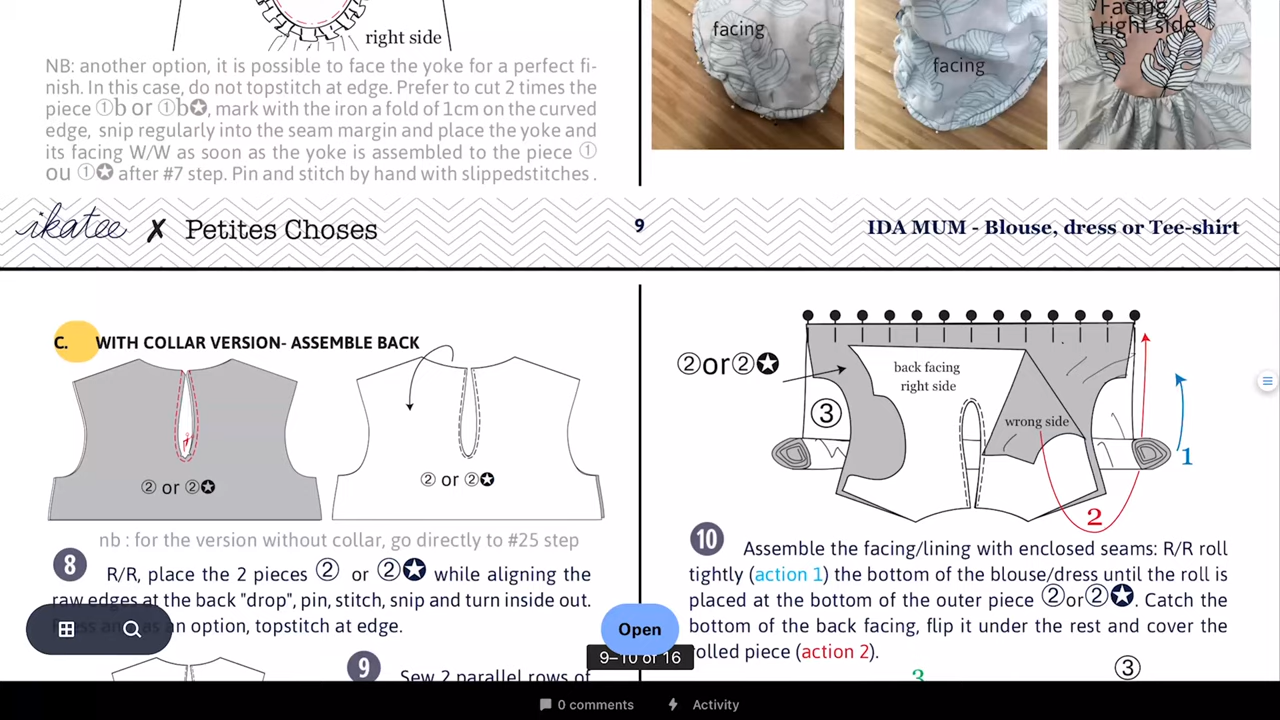 right side
NB: another option, it is possible to face the yoke for a perfect fi-
nish. In this case, do not topstitch at edge. Prefer to cut 2 times the
piece ①b or ①b✪, mark with the iron a fold of 1cm on the curved
edge, snip regularly into the seam margin and place the yoke and
its facing W/W as soon as the yoke is assembled to the piece ①
ou ①✪ after #7 step. Pin and stitch by hand with slippedstitches .
facing
facing
Facing
right side
ikatee ✗ Petites Choses
9
IDA MUM - Blouse, dress or Tee-shirt
C. WITH COLLAR VERSION- ASSEMBLE BACK
② or ②✪
② or ②✪
nb : for the version without collar, go directly to #25 step
8 R/R, place the 2 pieces ② or ②✪ while aligning the
raw edges at the back "drop", pin, stitch, snip and turn inside out.
as an option, topstitch at edge.
9 Sew 2 parallel rows of
②or②✪
back facing
right side
wrong side
③
1
2
10 Assemble the facing/lining with enclosed seams: R/R roll
tightly (action 1) the bottom of the blouse/dress until the roll is
placed at the bottom of the outer piece ②or②✪. Catch the
bottom of the back facing, flip it under the rest and cover the
rolled piece (action 2).
3
③
Open
9–10 of 16
0 comments
Activity